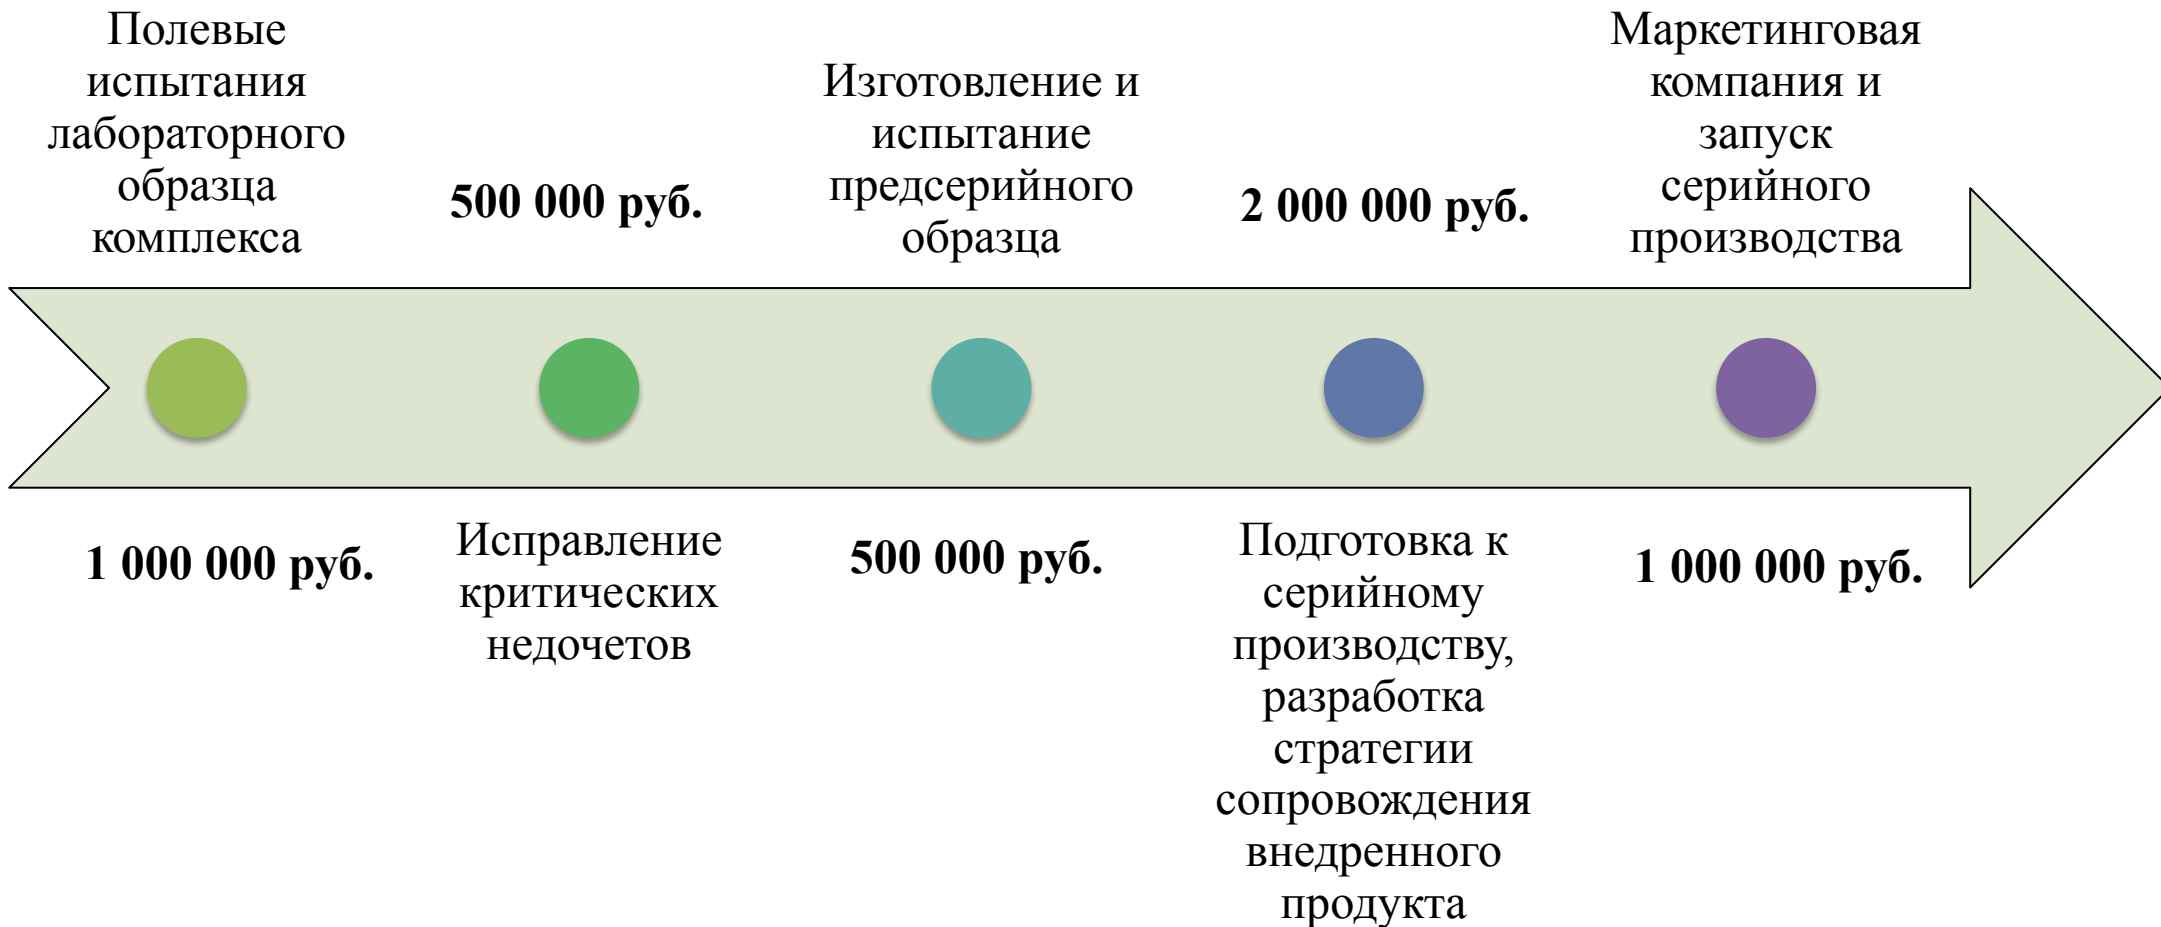 Полевые
испытания
лабораторного
образца
комплекса
500 000 руб.
Изготовление и
испытание
предсерийного
образца
2 000 000 руб.
Маркетинговая
компания и
запуск
серийного
производства
1 000 000 руб.
Исправление
критических
недочетов
500 000 руб.
Подготовка к
серийному
производству,
разработка
стратегии
сопровождения
внедренного
продукта
1 000 000 руб.